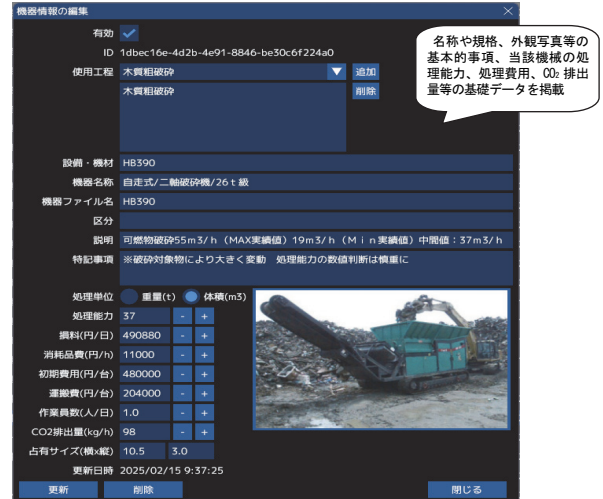 機器情報の編集
有効
ID 1dbec16e-4d2b-4e91-8846-be30c6f224a0
使用工程 木質粗破砕 追加
木質粗破砕 削除
名称や規格、外観写真等の
基本的事項、当該機械の処
理能力、処理費用、CO2 排出
量等の基礎データを掲載
設備・機材 HB390
機器名称 自走式/二軸破砕機/26ｔ級
機器ファイル名 HB390
区分
説明 可燃物破砕55m3/ｈ（MAX実績値）19m3/ｈ（Ｍｉｎ実績値）中間値：37m3/ｈ
特記事項 ※破砕対象物により大きく変動　処理能力の数値判断は慎重に
処理単位 重量(t) 体積(m3)
処理能力 37 - +
損料(円/日) 490880 - +
消耗品費(円/h) 11000 - +
初期費用(円/台) 480000 - +
運搬費(円/台) 204000 - +
作業員数(人/日) 1.0 - +
CO2排出量(kg/h) 98 - +
占有サイズ(横×縦) 10.5 3.0
更新日時 2025/02/15 9:37:25
更新 削除 閉じる